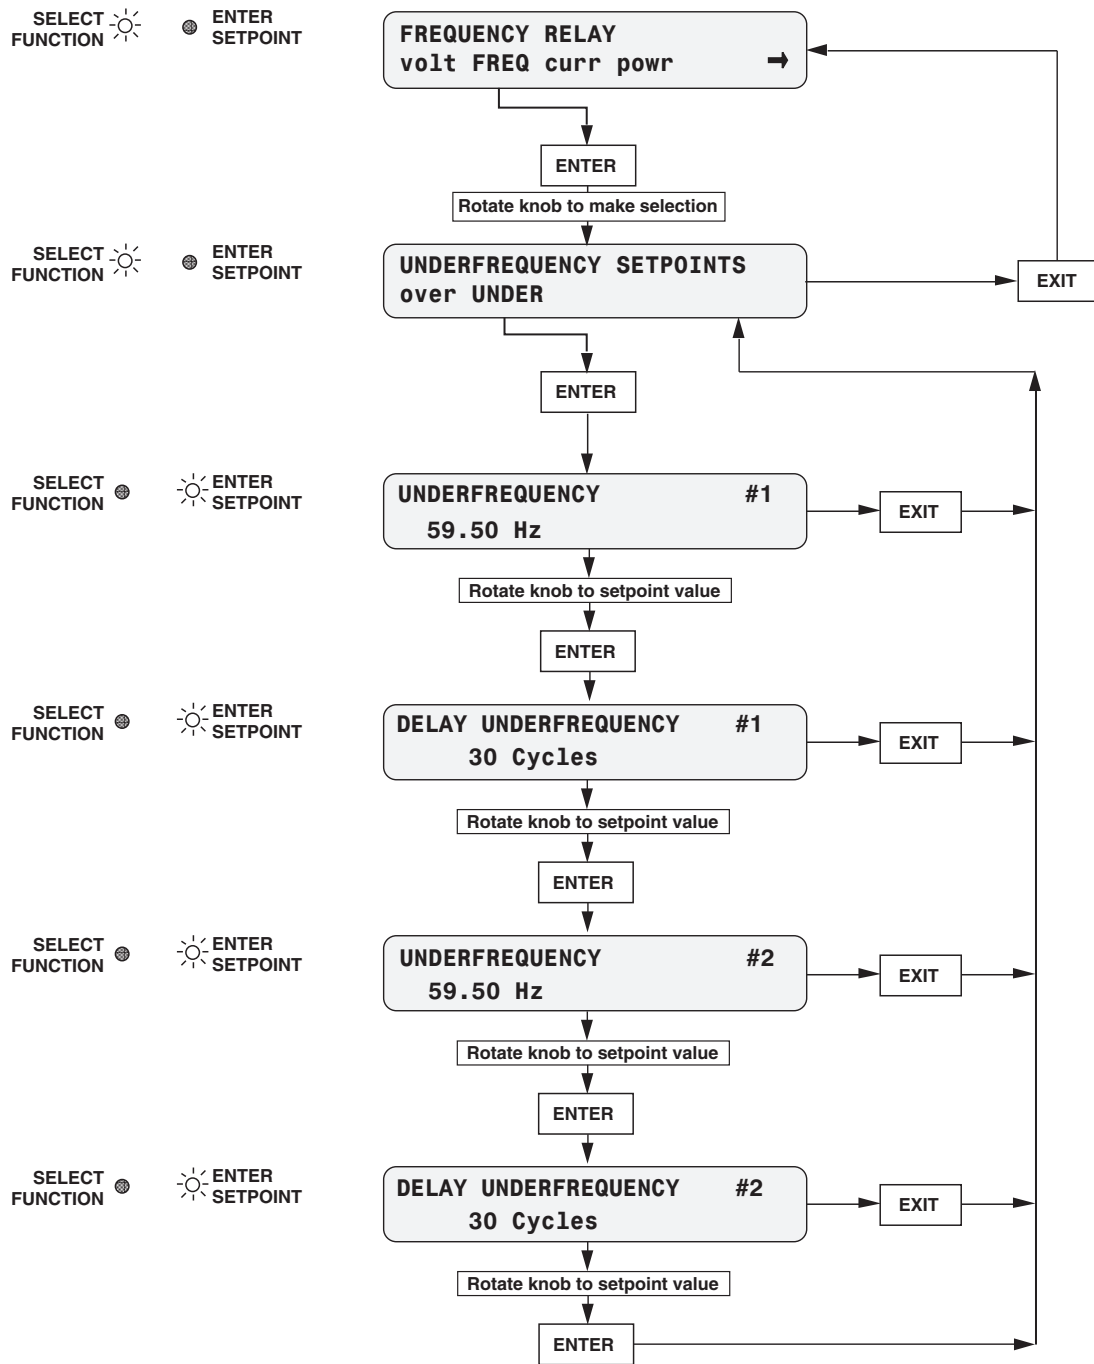 SELECT
FUNCTION
ENTER
SETPOINT
FREQUENCY RELAY
volt FREQ curr powr →
ENTER
Rotate knob to make selection
SELECT
FUNCTION
ENTER
SETPOINT
UNDERFREQUENCY SETPOINTS
over UNDER
EXIT
ENTER
SELECT
FUNCTION
ENTER
SETPOINT
UNDERFREQUENCY #1
59.50 Hz
EXIT
Rotate knob to setpoint value
ENTER
SELECT
FUNCTION
ENTER
SETPOINT
DELAY UNDERFREQUENCY #1
30 Cycles
EXIT
Rotate knob to setpoint value
ENTER
SELECT
FUNCTION
ENTER
SETPOINT
UNDERFREQUENCY #2
59.50 Hz
EXIT
Rotate knob to setpoint value
ENTER
SELECT
FUNCTION
ENTER
SETPOINT
DELAY UNDERFREQUENCY #2
30 Cycles
EXIT
Rotate knob to setpoint value
ENTER